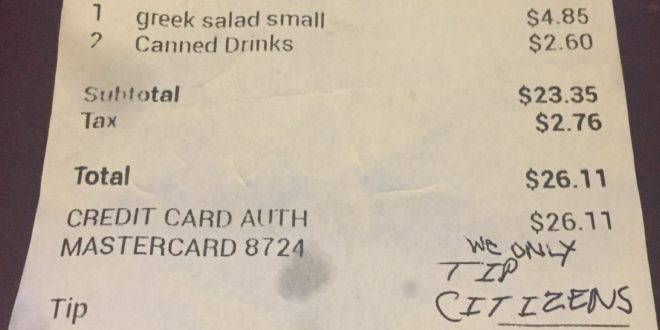 1 greek salad small $4.85
2 Canned Drinks $2.60
Subtotal $23.35
Tax $2.76
Total $26.11
CREDIT CARD AUTH $26.11
MASTERCARD 8724
WE ONLY
TIP
CITIZENS
Tip